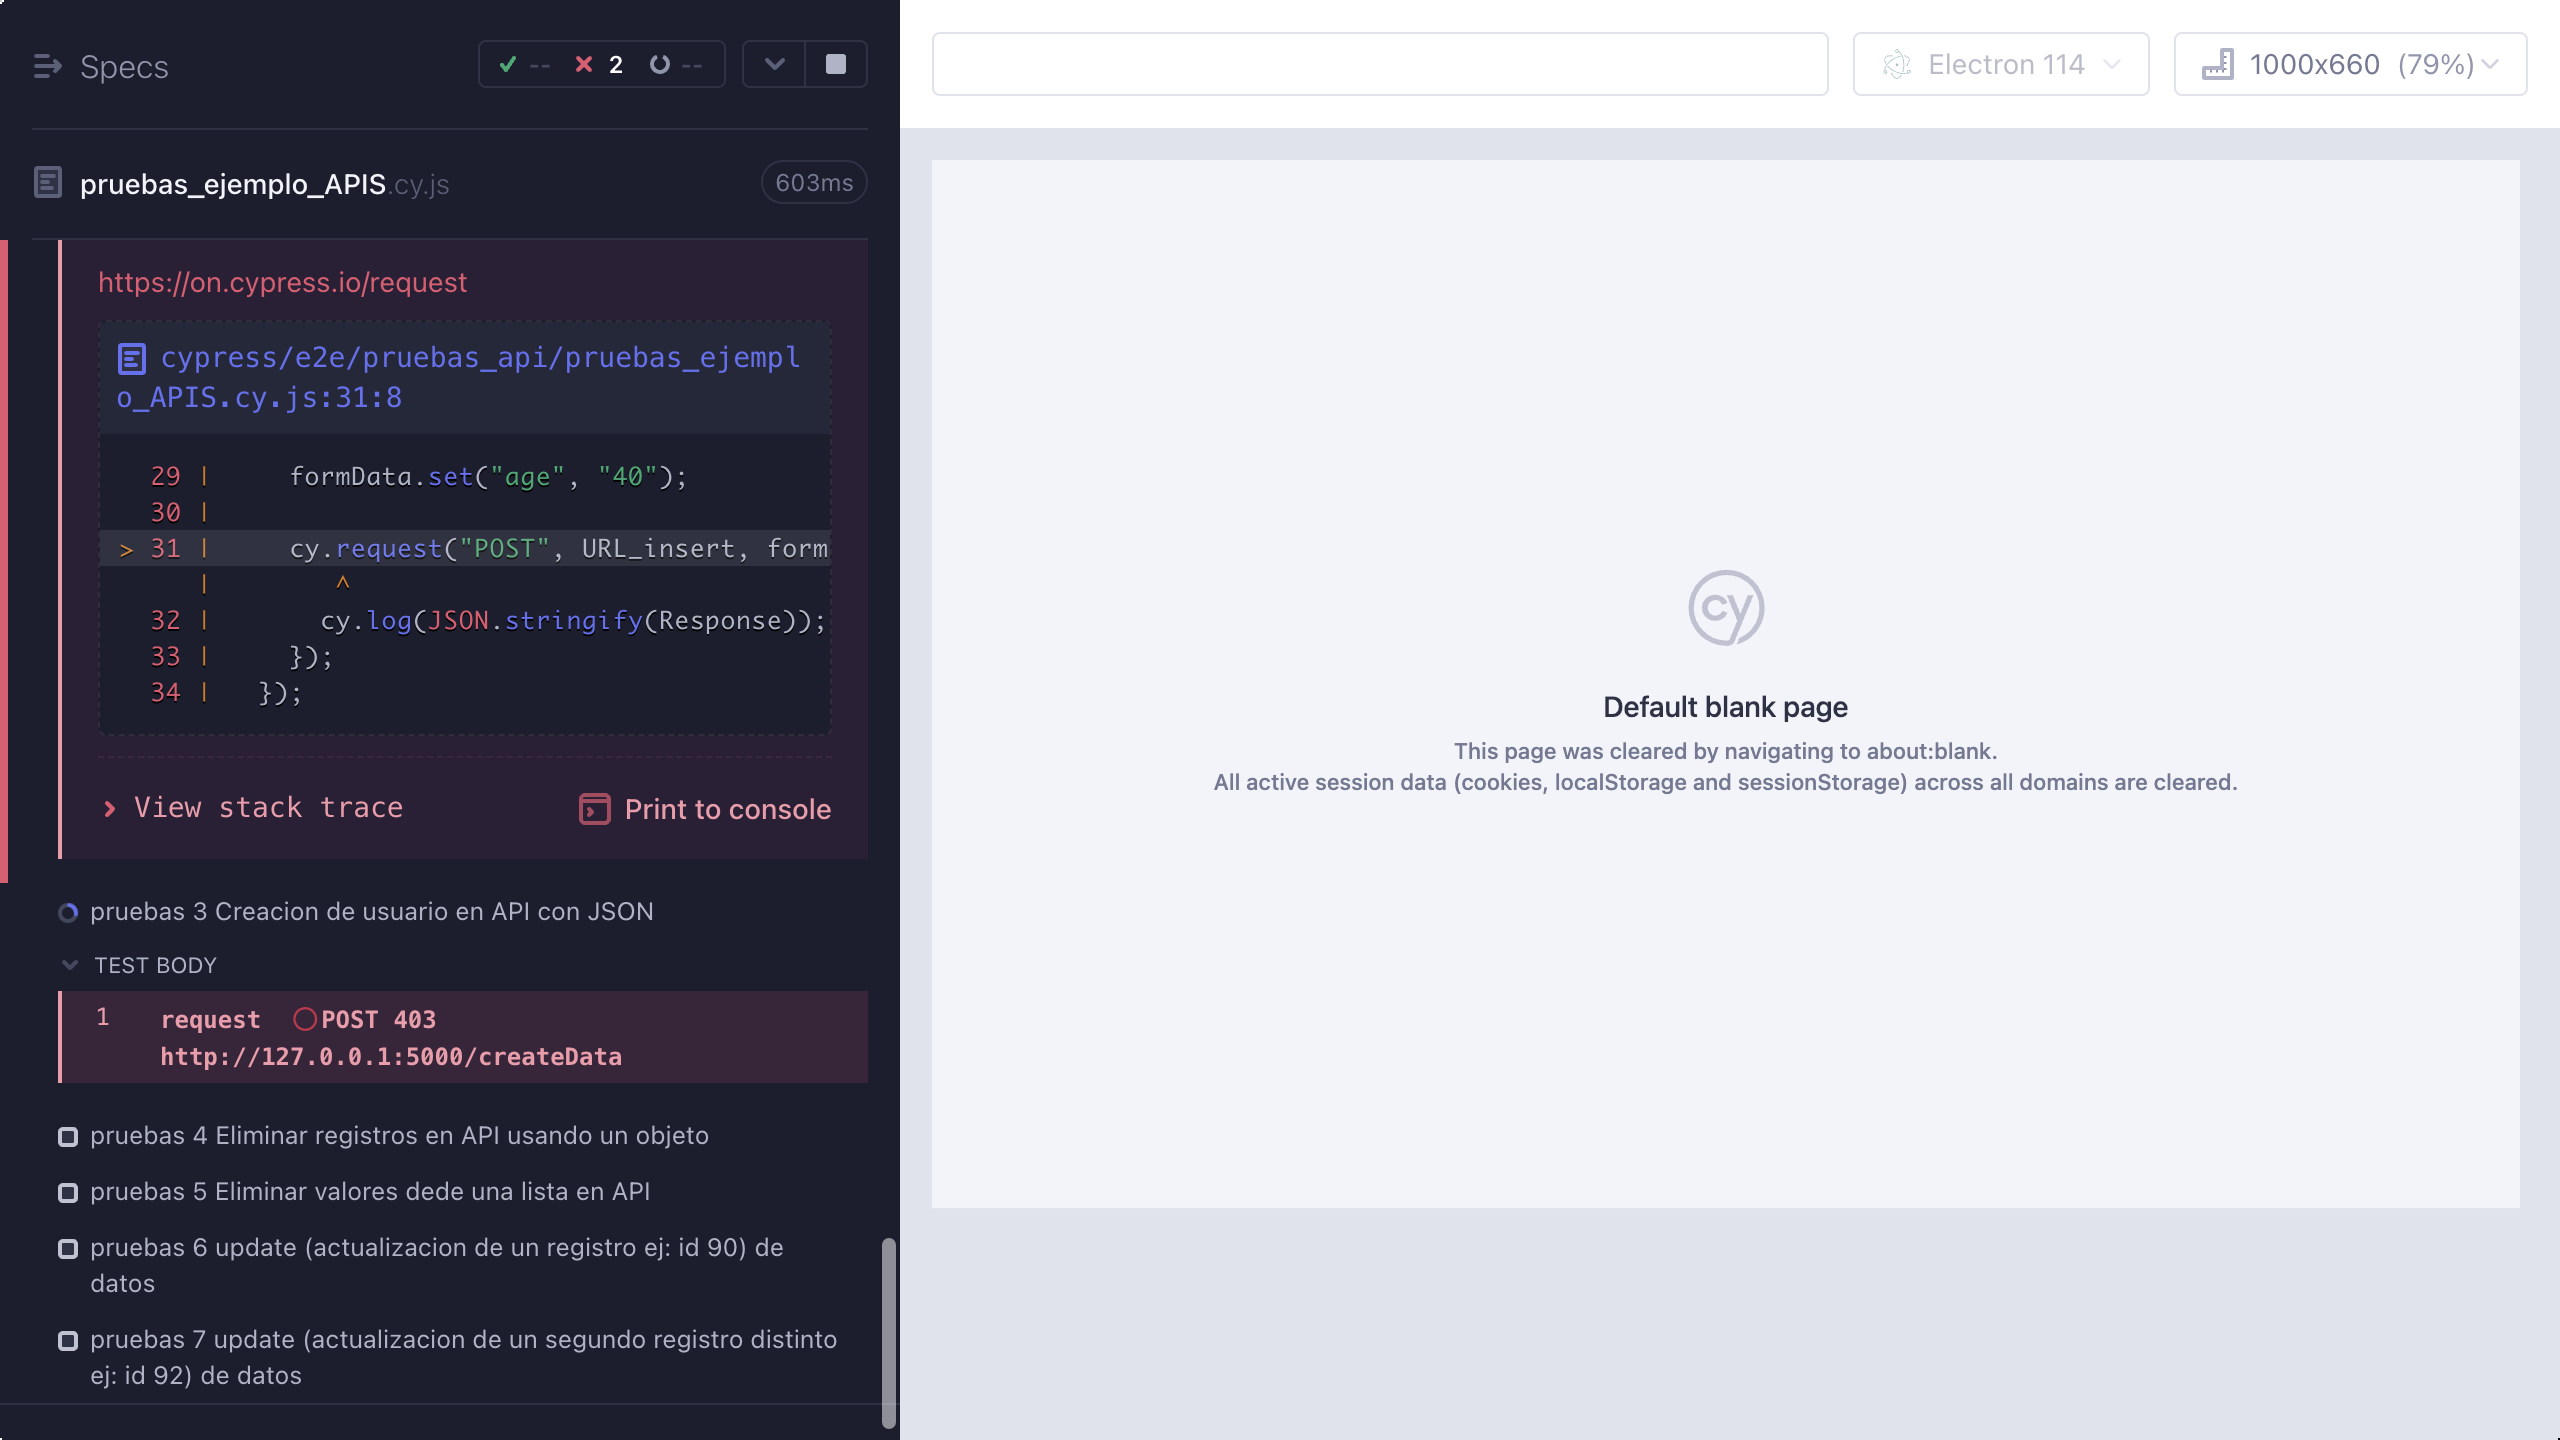 Specs
-- 2 --
pruebas_ejemplo_APIS.cy.js 603ms
https://on.cypress.io/request
cypress/e2e/pruebas_api/pruebas_ejempl
o_APIS.cy.js:31:8
29 | formData.set("age", "40");
30 |
> 31 | cy.request("POST", URL_insert, form
| ^
32 | cy.log(JSON.stringify(Response));
33 | });
34 | });
View stack trace Print to console
pruebas 3 Creacion de usuario en API con JSON
TEST BODY
1 request POST 403
http://127.0.0.1:5000/createData
pruebas 4 Eliminar registros en API usando un objeto
pruebas 5 Eliminar valores dede una lista en API
pruebas 6 update (actualizacion de un registro ej: id 90) de
datos
pruebas 7 update (actualizacion de un segundo registro distinto
ej: id 92) de datos
Electron 114
1000x660 (79%)
cy
Default blank page
This page was cleared by navigating to about:blank.
All active session data (cookies, localStorage and sessionStorage) across all domains are cleared.